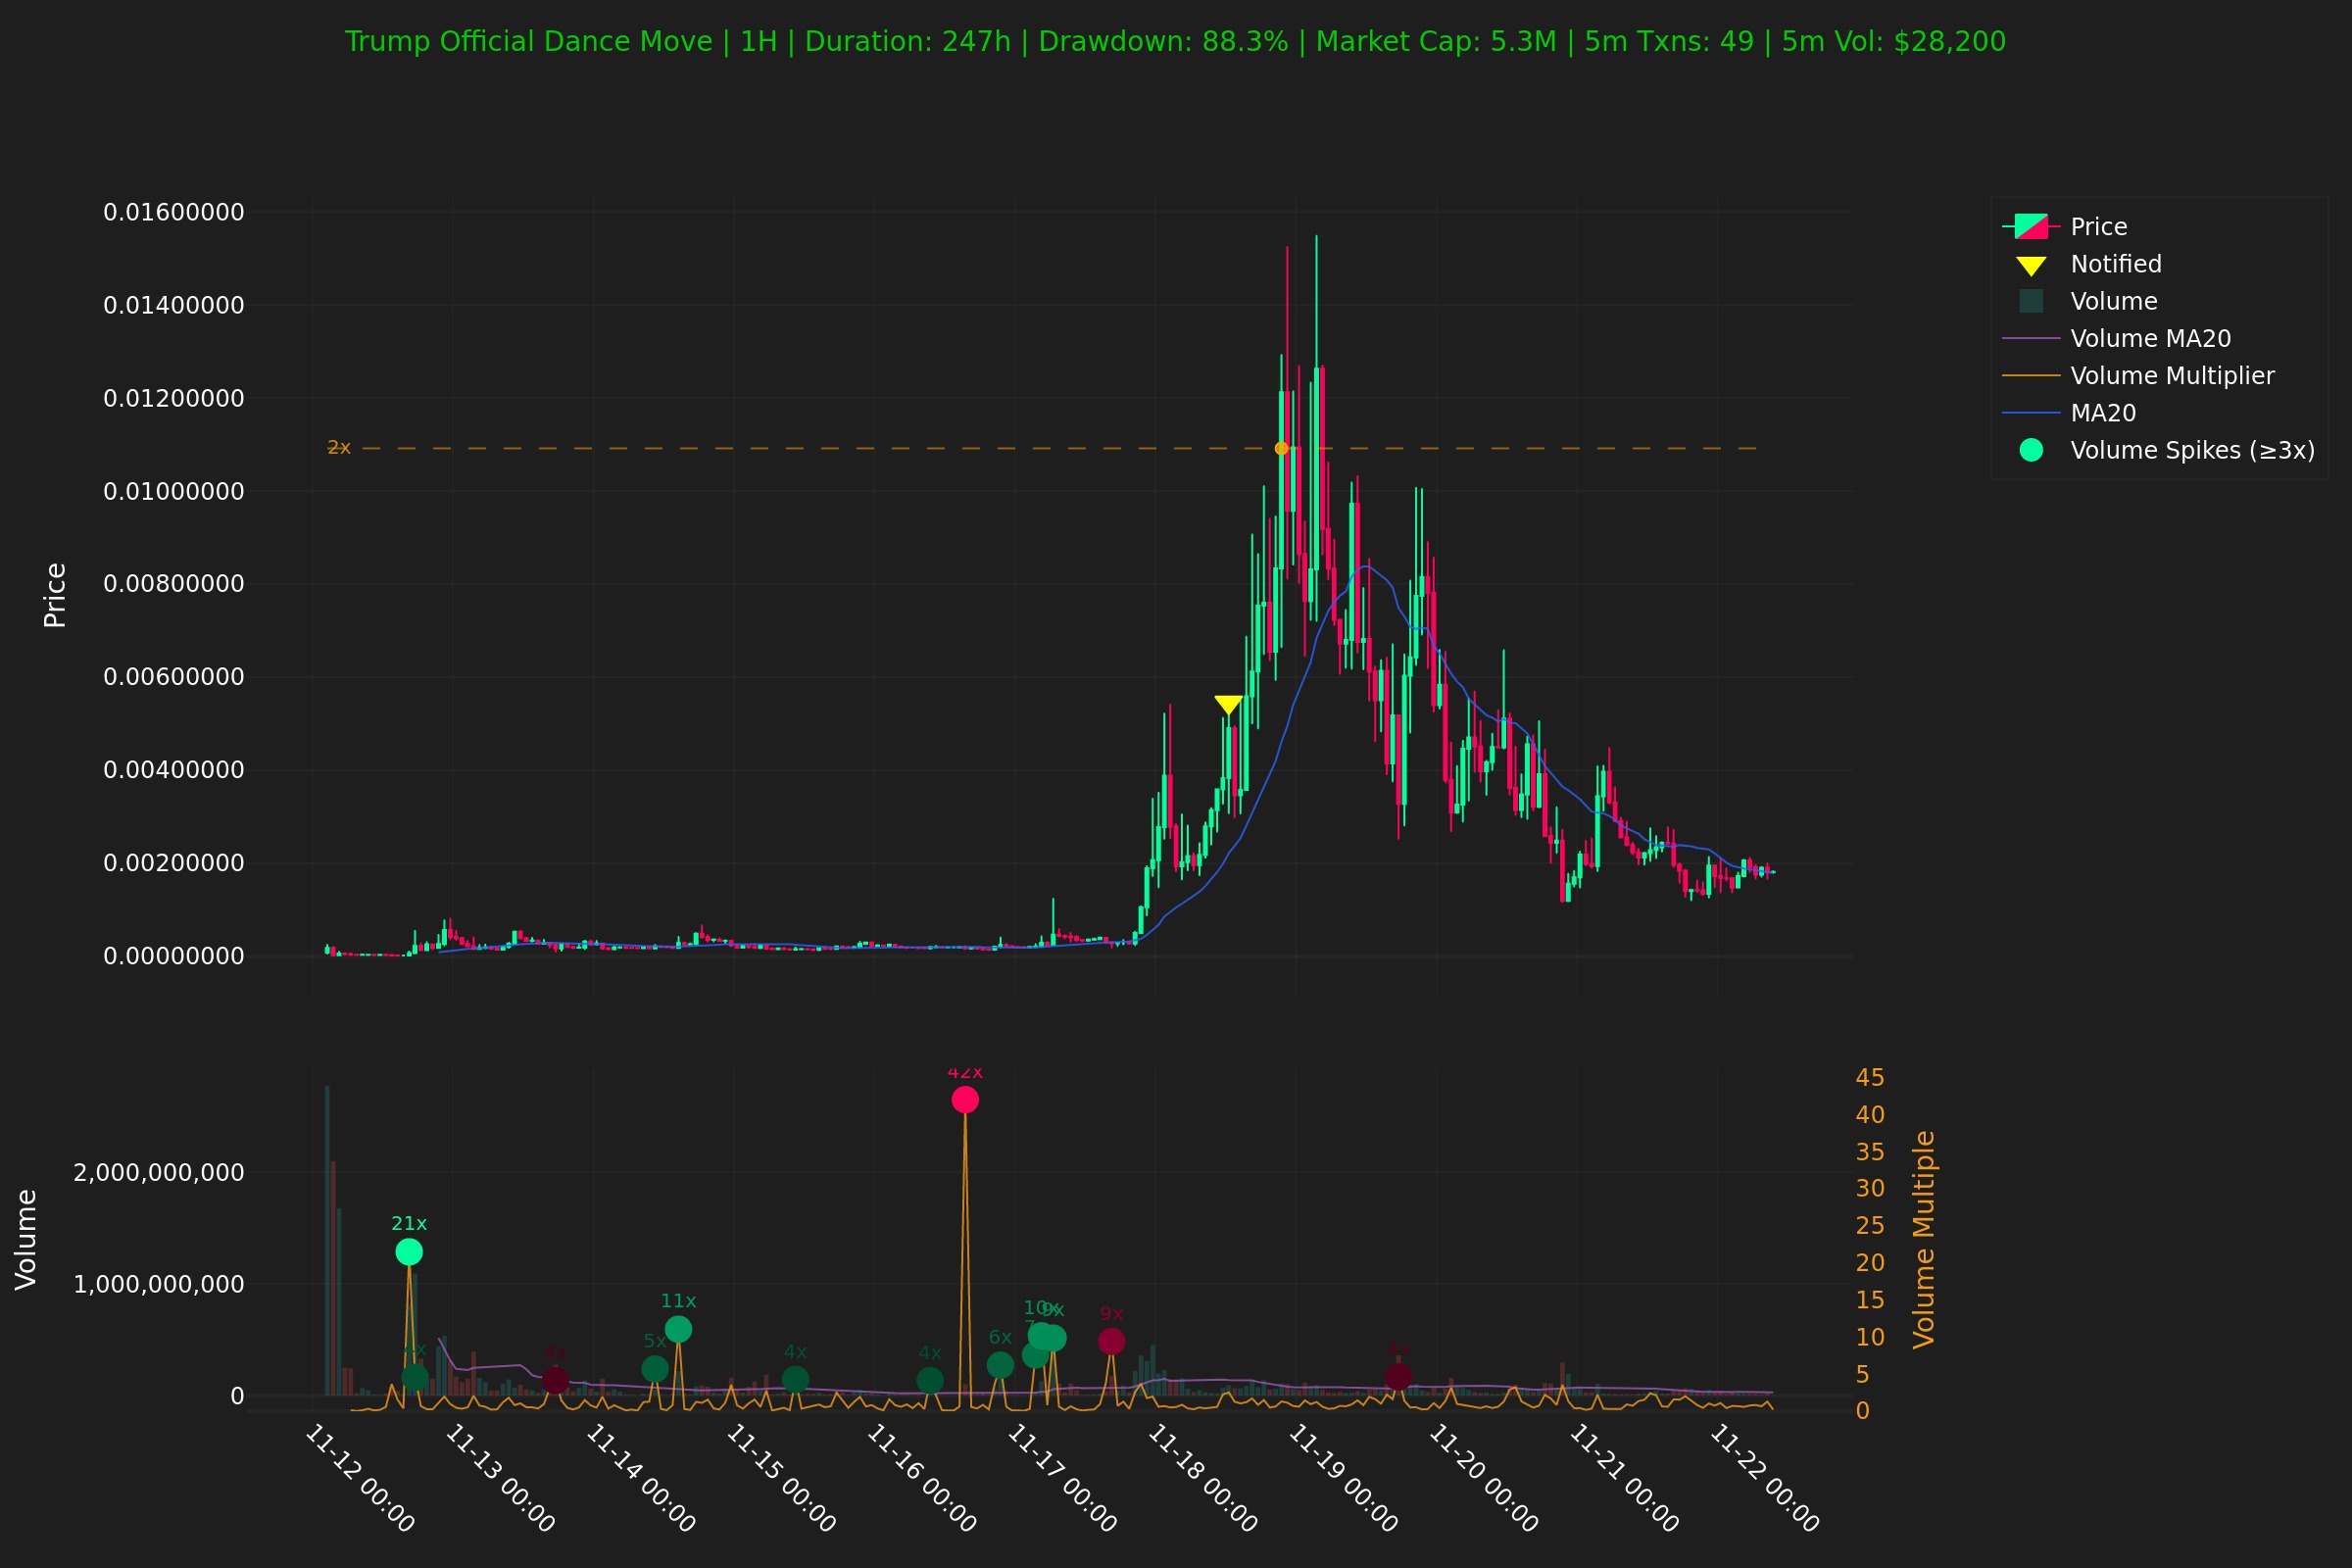 Trump Official Dance Move | 1H | Duration: 247h | Drawdown: 88.3% | Market Cap: 5.3M | 5m Txns: 49 | 5m Vol: $28,200
0.01600000
0.01400000
0.01200000
0.01000000
0.00800000
0.00600000
0.00400000
0.00200000
0.00000000
Price
2x
Price
Notified
Volume
Volume MA20
Volume Multiplier
MA20
Volume Spikes (≥3x)
2,000,000,000
1,000,000,000
0
Volume
21x
4x
5x
11x
4x
4x
42x
6x
10x
9x
9x
45
40
35
30
25
20
15
10
5
0
Volume Multiple
11-12 00:00
11-13 00:00
11-14 00:00
11-15 00:00
11-16 00:00
11-17 00:00
11-18 00:00
11-19 00:00
11-20 00:00
11-21 00:00
11-22 00:00